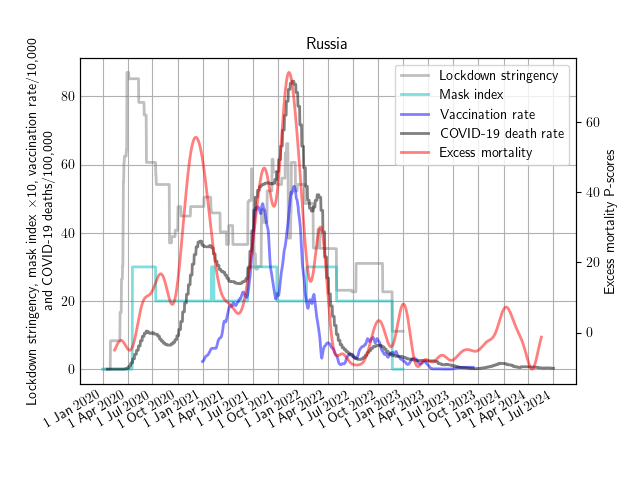 Russia
Lockdown stringency
Mask index
Vaccination rate
COVID-19 death rate
Excess mortality
Lockdown stringency, mask index ×10, vaccination rate/10,000
and COVID-19 deaths/100,000
80
60
40
20
0
Excess mortality P-scores
60
40
20
0
1 Jan 2020
1 Apr 2020
1 Jul 2020
1 Oct 2020
1 Jan 2021
1 Apr 2021
1 Jul 2021
1 Oct 2021
1 Jan 2022
1 Apr 2022
1 Jul 2022
1 Oct 2022
1 Jan 2023
1 Apr 2023
1 Jul 2023
1 Oct 2023
1 Jan 2024
1 Apr 2024
1 Jul 2024